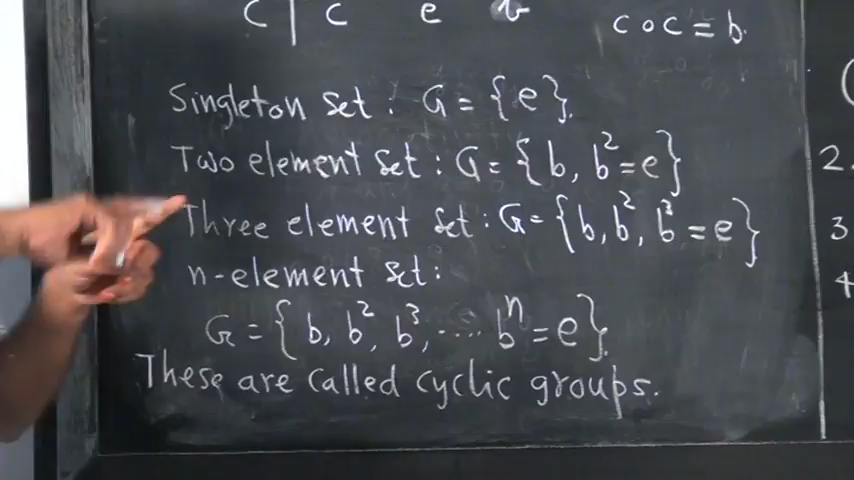 c | c e b c o c = b
Singleton set : G = {e}.
Two element set : G = {b, b² = e}
Three element set : G = {b, b², b³ = e}
n-element set :
G = {b, b², b³, ..... bⁿ = e}.
These are called cyclic groups.
2.
3
4